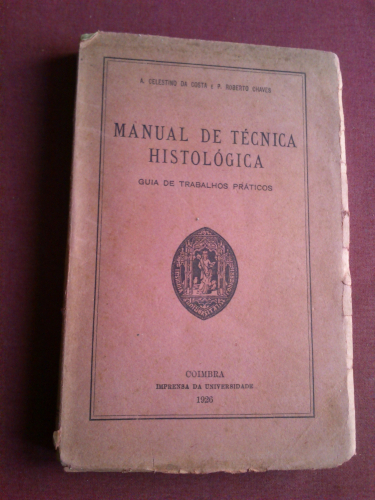 A. CELESTINO DA COSTA e P. ROBERTO CHAVES
MANUAL DE TÉCNICA
HISTOLÓGICA
GUIA DE TRABALHOS PRÁTICOS
COIMBRA
IMPRENSA DA UNIVERSIDADE
1926